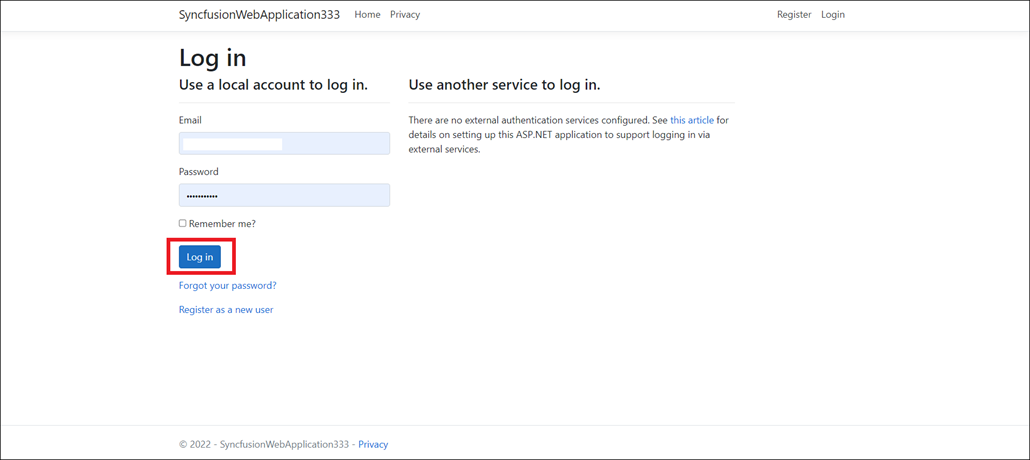 SyncfusionWebApplication333 Home Privacy Register Login
Log in
Use a local account to log in.
Email
Password
•••••••••••
Remember me?
Log in
Forgot your password?
Register as a new user
Use another service to log in.
There are no external authentication services configured. See this article for
details on setting up this ASP.NET application to support logging in via
external services.
© 2022 - SyncfusionWebApplication333 - Privacy